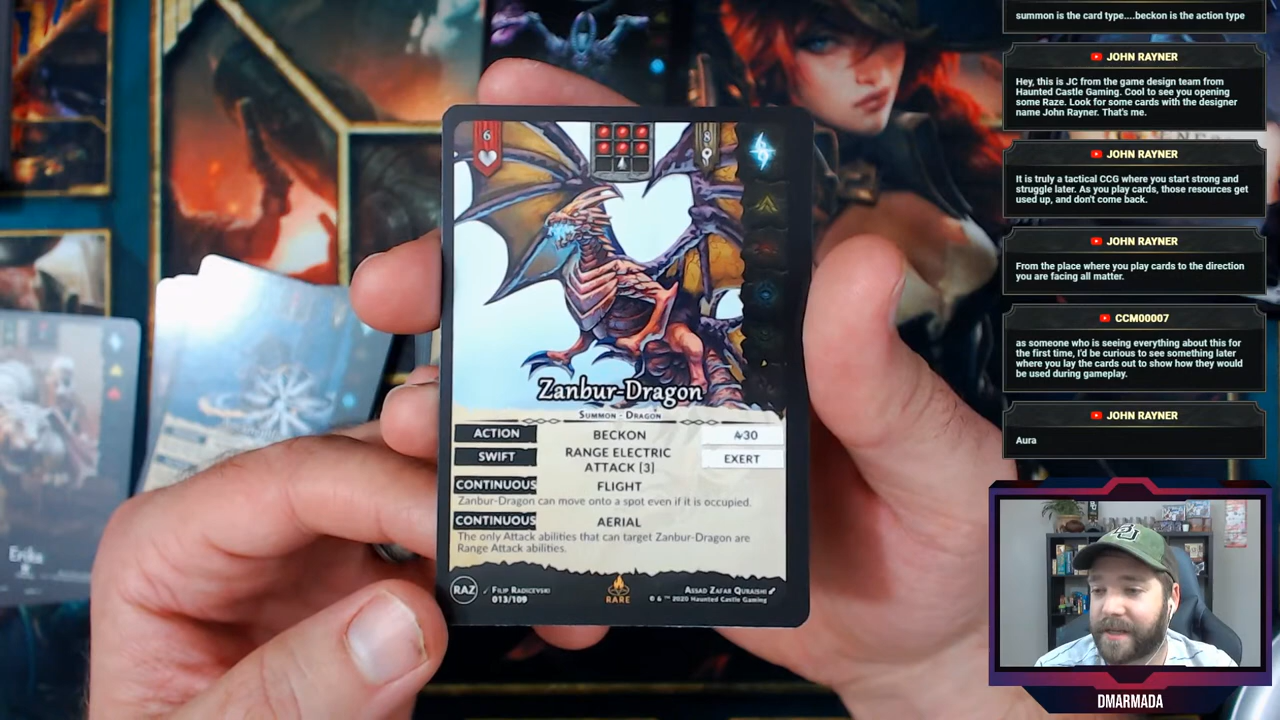 6
8
Zanbur-Dragon
Summon - Dragon
ACTION BECKON A30
SWIFT RANGE ELECTRIC ATTACK [3] EXERT
CONTINUOUS FLIGHT
Zanbur-Dragon can move onto a spot even if it is occupied.
CONTINUOUS AERIAL
The only Attack abilities that can target Zanbur-Dragon are
Range Attack abilities.
RAZ
Filip Radicevski
013/109
RARE
Assad Zafar Quraishi
© & ™ 2020 Haunted Castle Gaming
Erika
summon is the card type....beckon is the action type
JOHN RAYNER
Hey, this is JC from the game design team from
Haunted Castle Gaming. Cool to see you opening
some Raze. Look for some cards with the designer
name John Rayner. That's me.
JOHN RAYNER
It is truly a tactical CCG where you start strong and
struggle later. As you play cards, those resources get
used up, and don't come back.
JOHN RAYNER
From the place where you play cards to the direction
you are facing all matter.
CCM00007
as someone who is seeing everything about this for
the first time, I'd be curious to see something later
where you lay the cards out to show how they would
be used during gameplay.
JOHN RAYNER
Aura
DMARMADA